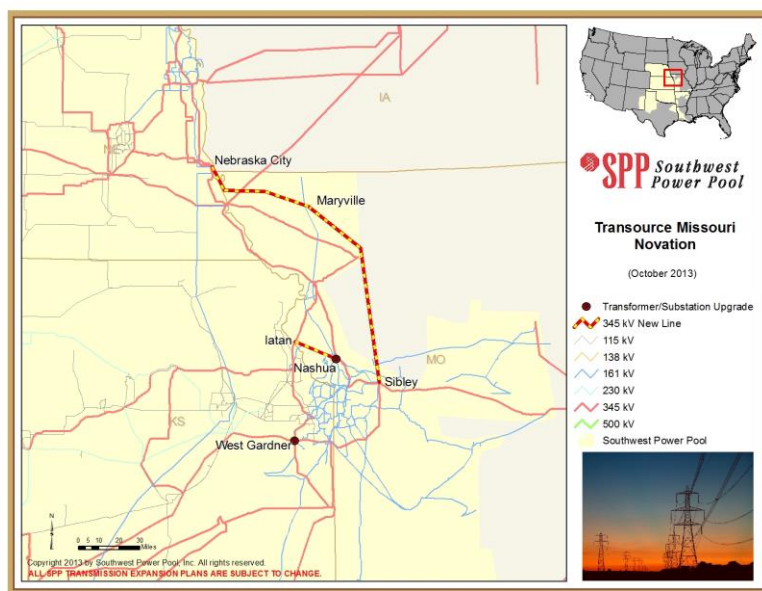 IA
NE
Nebraska City
Maryville
Iatan
Nashua
MO
Sibley
KS
West Gardner
N
0 5 10 20 30
Miles
Copyright 2013 by Southwest Power Pool, Inc. All rights reserved.
ALL SPP TRANSMISSION EXPANSION PLANS ARE SUBJECT TO CHANGE.
SPP Southwest
Power Pool
Transource Missouri
Novation
(October 2013)
Transformer/Substation Upgrade
345 kV New Line
115 kV
138 kV
161 kV
230 kV
345 kV
500 kV
Southwest Power Pool